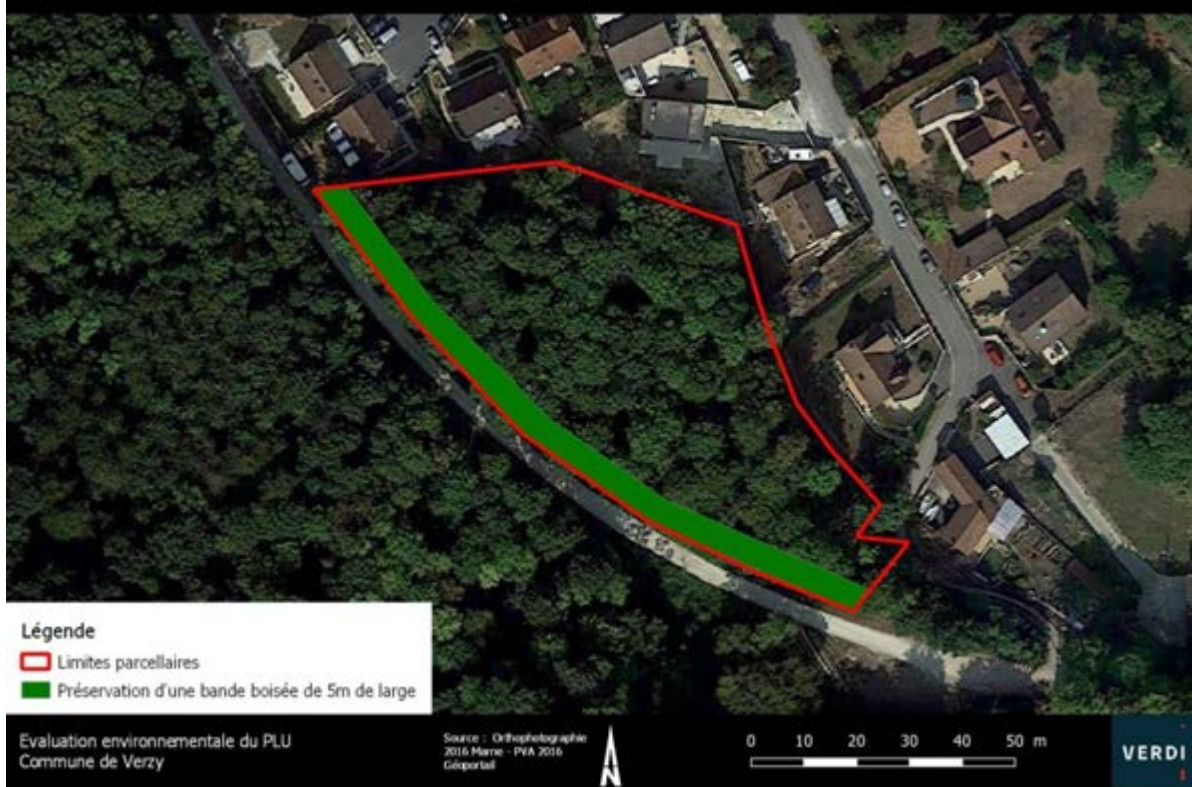 Légende
Limites parcellaires
Préservation d'une bande boisée de 5m de large
Evaluation environnementale du PLU
Commune de Verzy
Source : Orthophotographie
2016 Marne - PVA 2016
Géoportail
N
0 10 20 30 40 50 m
VERDI